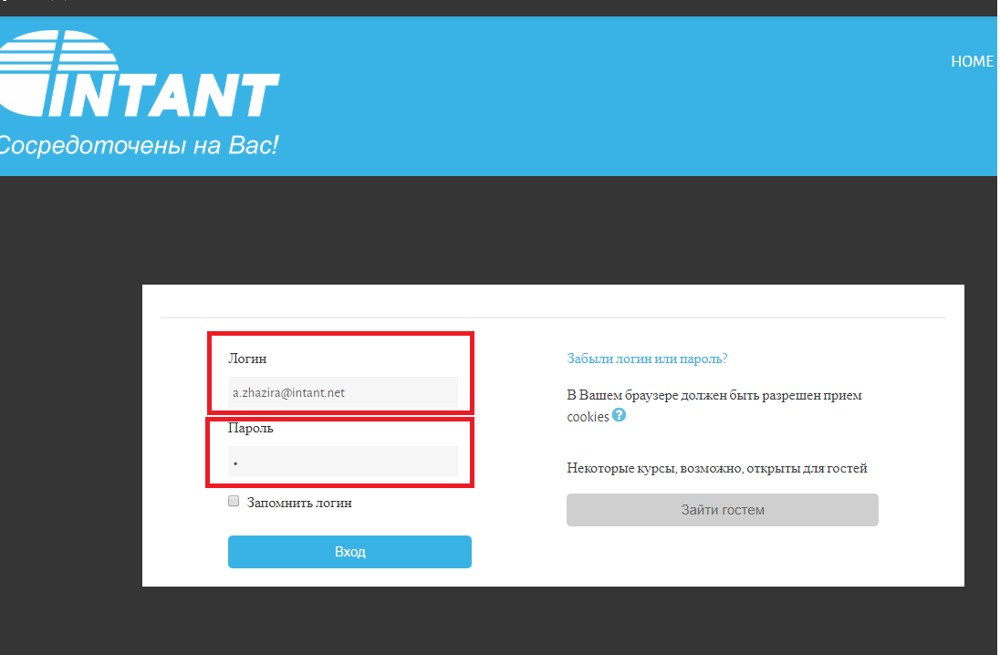 INTANT
Сосредоточены на Вас!
HOME
Логин
a.zhazira@intant.net
Пароль
Запомнить логин
Вход
Забыли логин или пароль?
В Вашем браузере должен быть разрешен прием
cookies ?
Некоторые курсы, возможно, открыты для гостей
Зайти гостем